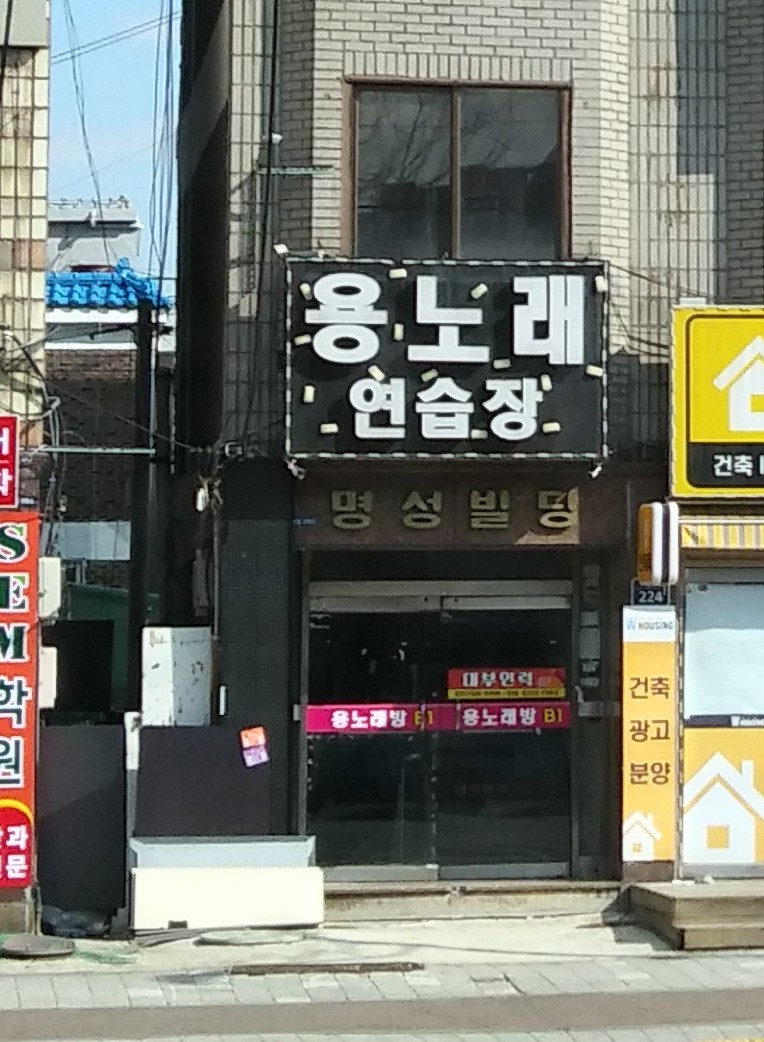 용노래
연습장
명성빌딩
224
HOUSING
건축
광고
분양
대부인력
용노래방 B1
용노래방 B1
건축
S
E
M
학
원
과
문